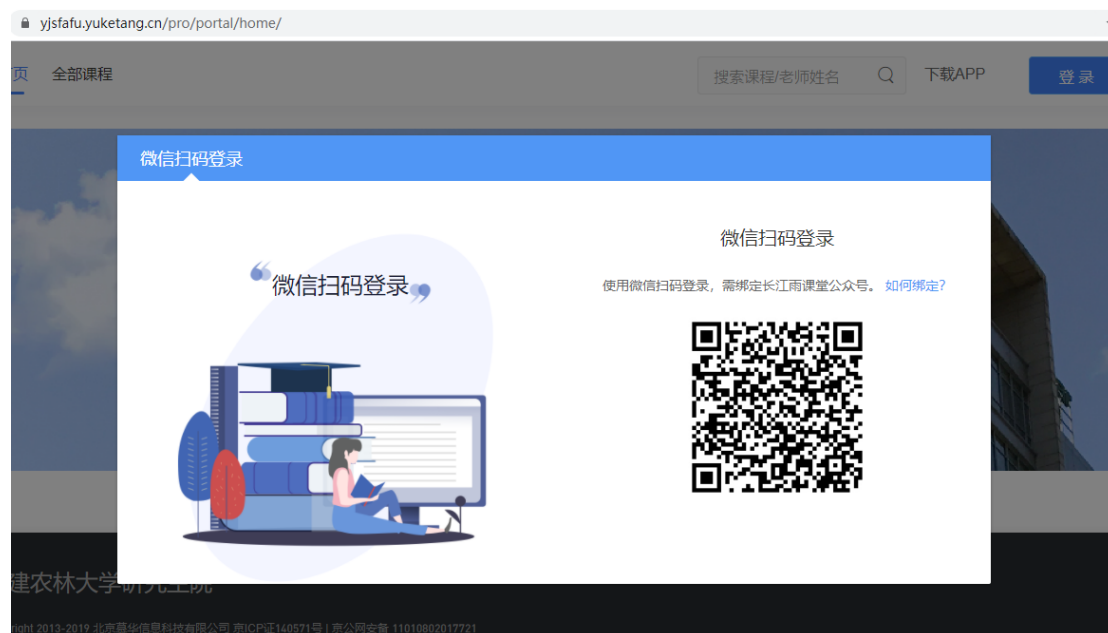 yjsfafu.yuketang.cn/pro/portal/home/
页 全部课程 搜索课程/老师姓名 下载APP 登录
微信扫码登录
微信扫码登录
微信扫码登录
使用微信扫码登录，需绑定长江雨课堂公众号。 如何绑定？
建农林大学研究生院
right 2013-2019 北京慕华信息科技有限公司 京ICP证140571号 | 京公网安备 11010802017721